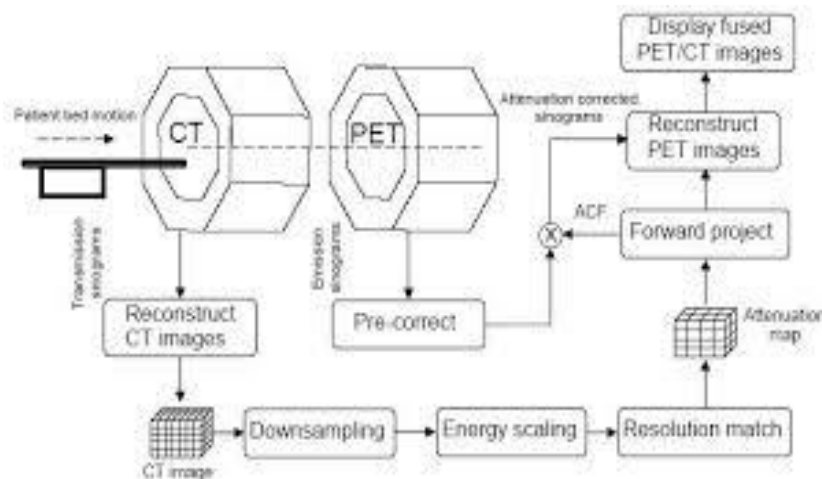 Display fused
PET/CT images
Patient bed motion
CT
PET
Attenuation corrected
sinograms
Reconstruct
PET images
Transmission
sinograms
Emission
sinograms
X
ACF
Forward project
Reconstruct
CT images
Pre-correct
Attenuation
map
CT image
Downsampling
Energy scaling
Resolution match